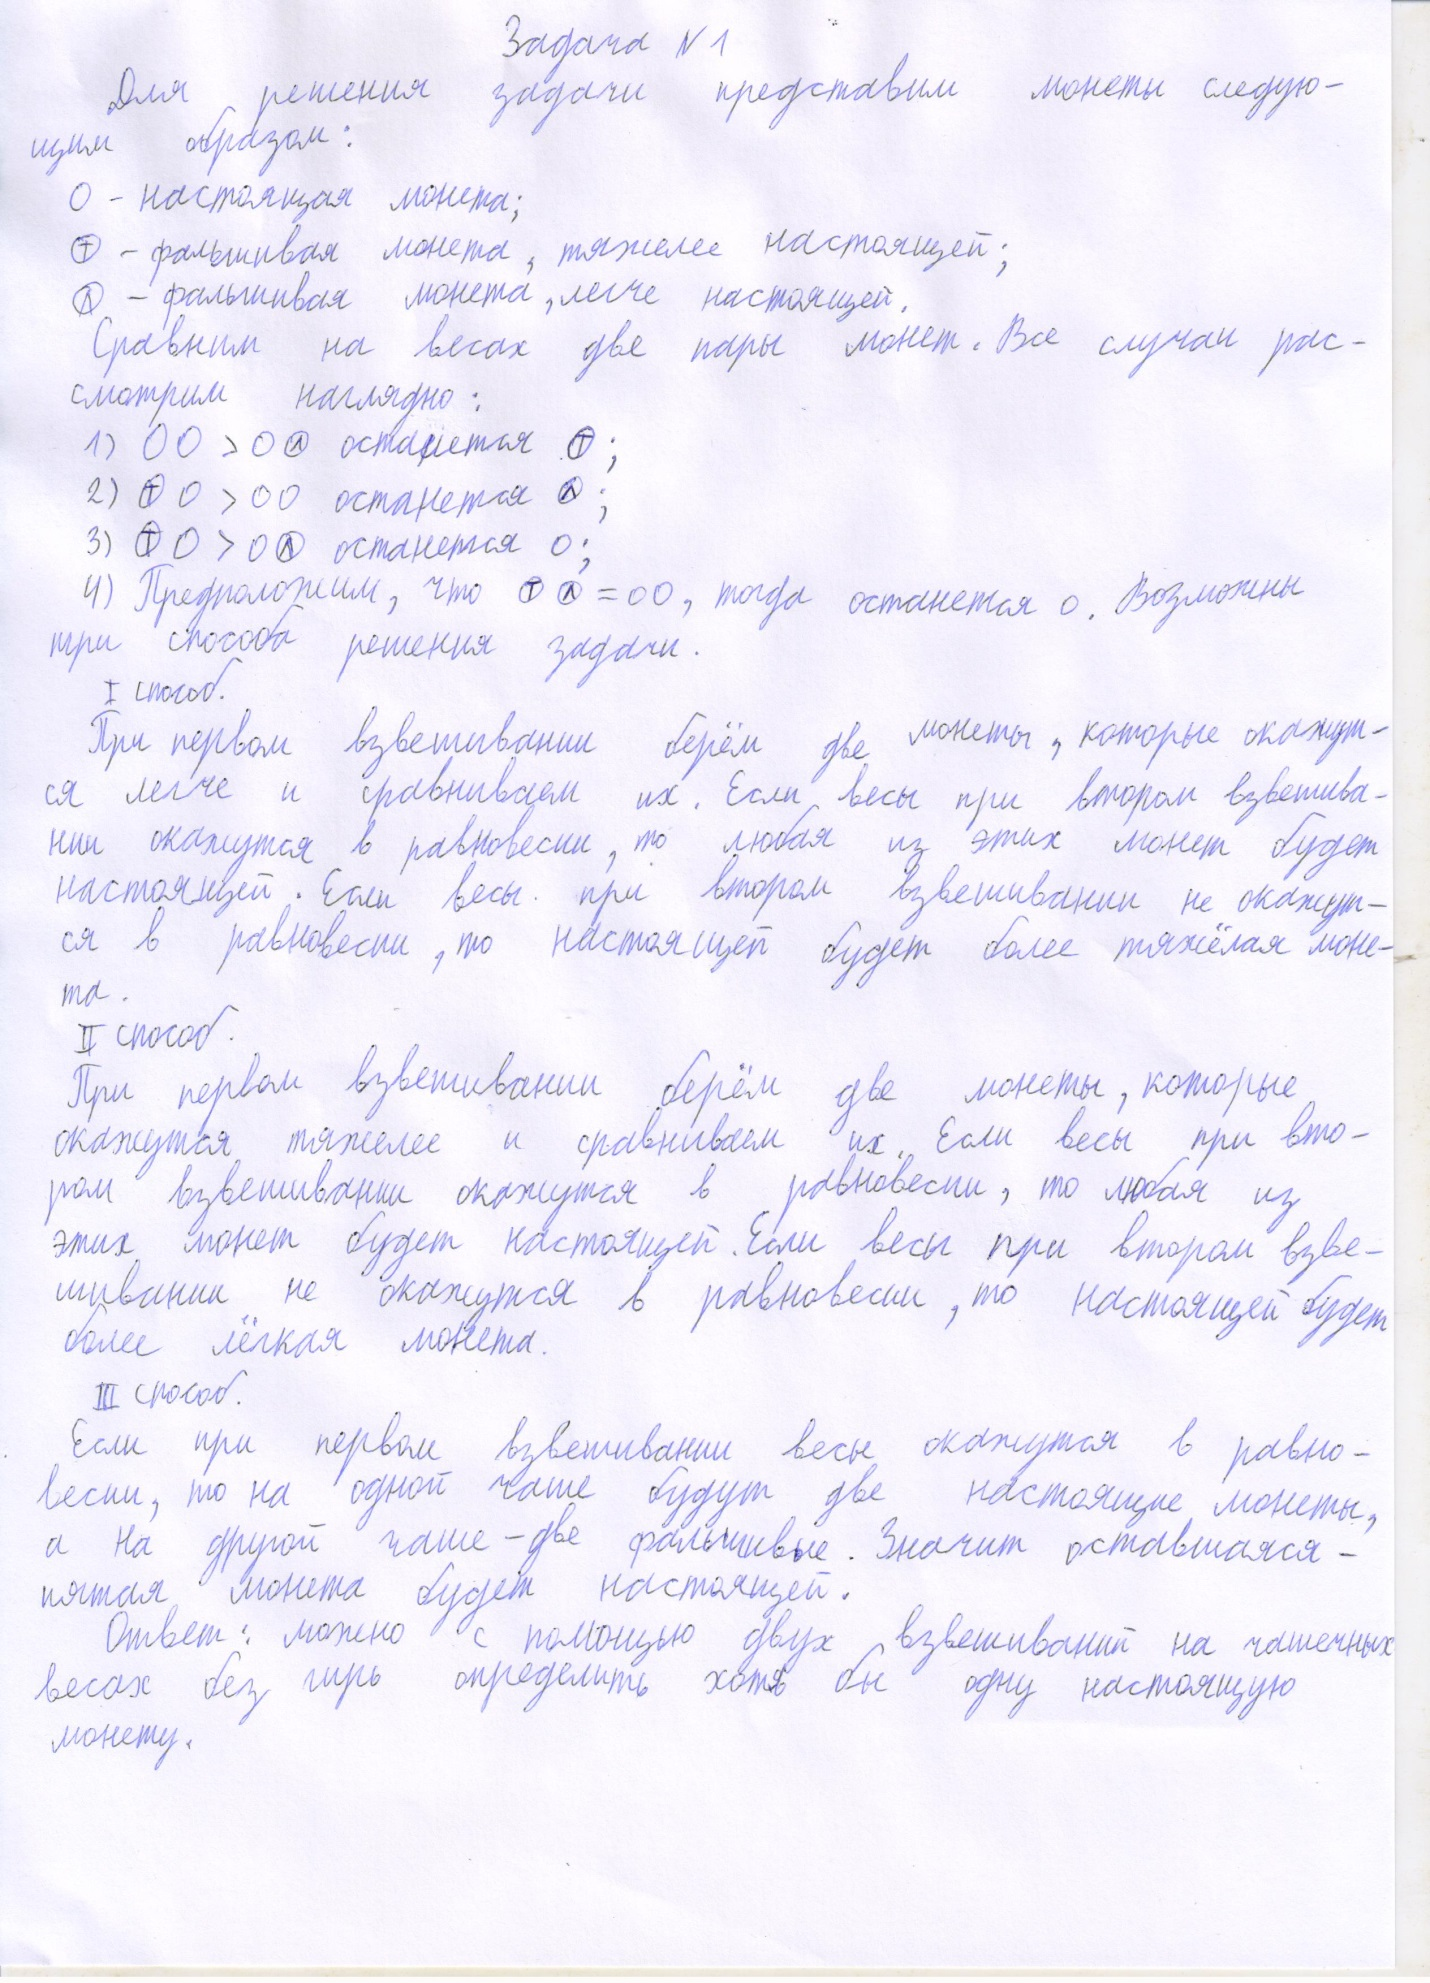 Задача N 1
Для решения задачи представим монеты следую-
щим образом:
О - настоящая монета;
Ⓣ - фальшивая монета, тяжелее настоящей;
Ⓛ - фальшивая монета, легче настоящей.
Сравним на весах две пары монет. Все случаи рас-
смотрим наглядно:
1) ОО > ОⓁ останется Ⓣ;
2) ⓉО > ОО останется Ⓛ;
3) ⓉО > ОⓁ останется О;
4) Предположим, что ⓉⓁ = ОО, тогда останется О. Возможны
три способа решения задачи.
I способ.
При первом взвешивании берём две монеты, которые окажут-
ся легче и сравниваем их. Если весы при втором взвешива-
нии окажутся в равновесии, то любая из этих монет будет
настоящей. Если весы при втором взвешивании не окажут-
ся в равновесии, то настоящей будет более тяжёлая моне-
та.
II способ.
При первом взвешивании берём две монеты, которые
окажутся тяжелее и сравниваем их. Если весы при вто-
ром взвешивании окажутся в равновесии, то любая из
этих монет будет настоящей. Если весы при втором взве-
шивании не окажутся в равновесии, то настоящей будет
более лёгкая монета.
III способ.
Если при первом взвешивании весы окажутся в равно-
весии, то на одной чаше будут две настоящие монеты,
а на другой чаше - две фальшивые. Значит оставшаяся -
пятая монета будет настоящей.
Ответ: можно с помощью двух взвешиваний на чашечных
весах без гирь определить хотя бы одну настоящую
монету.